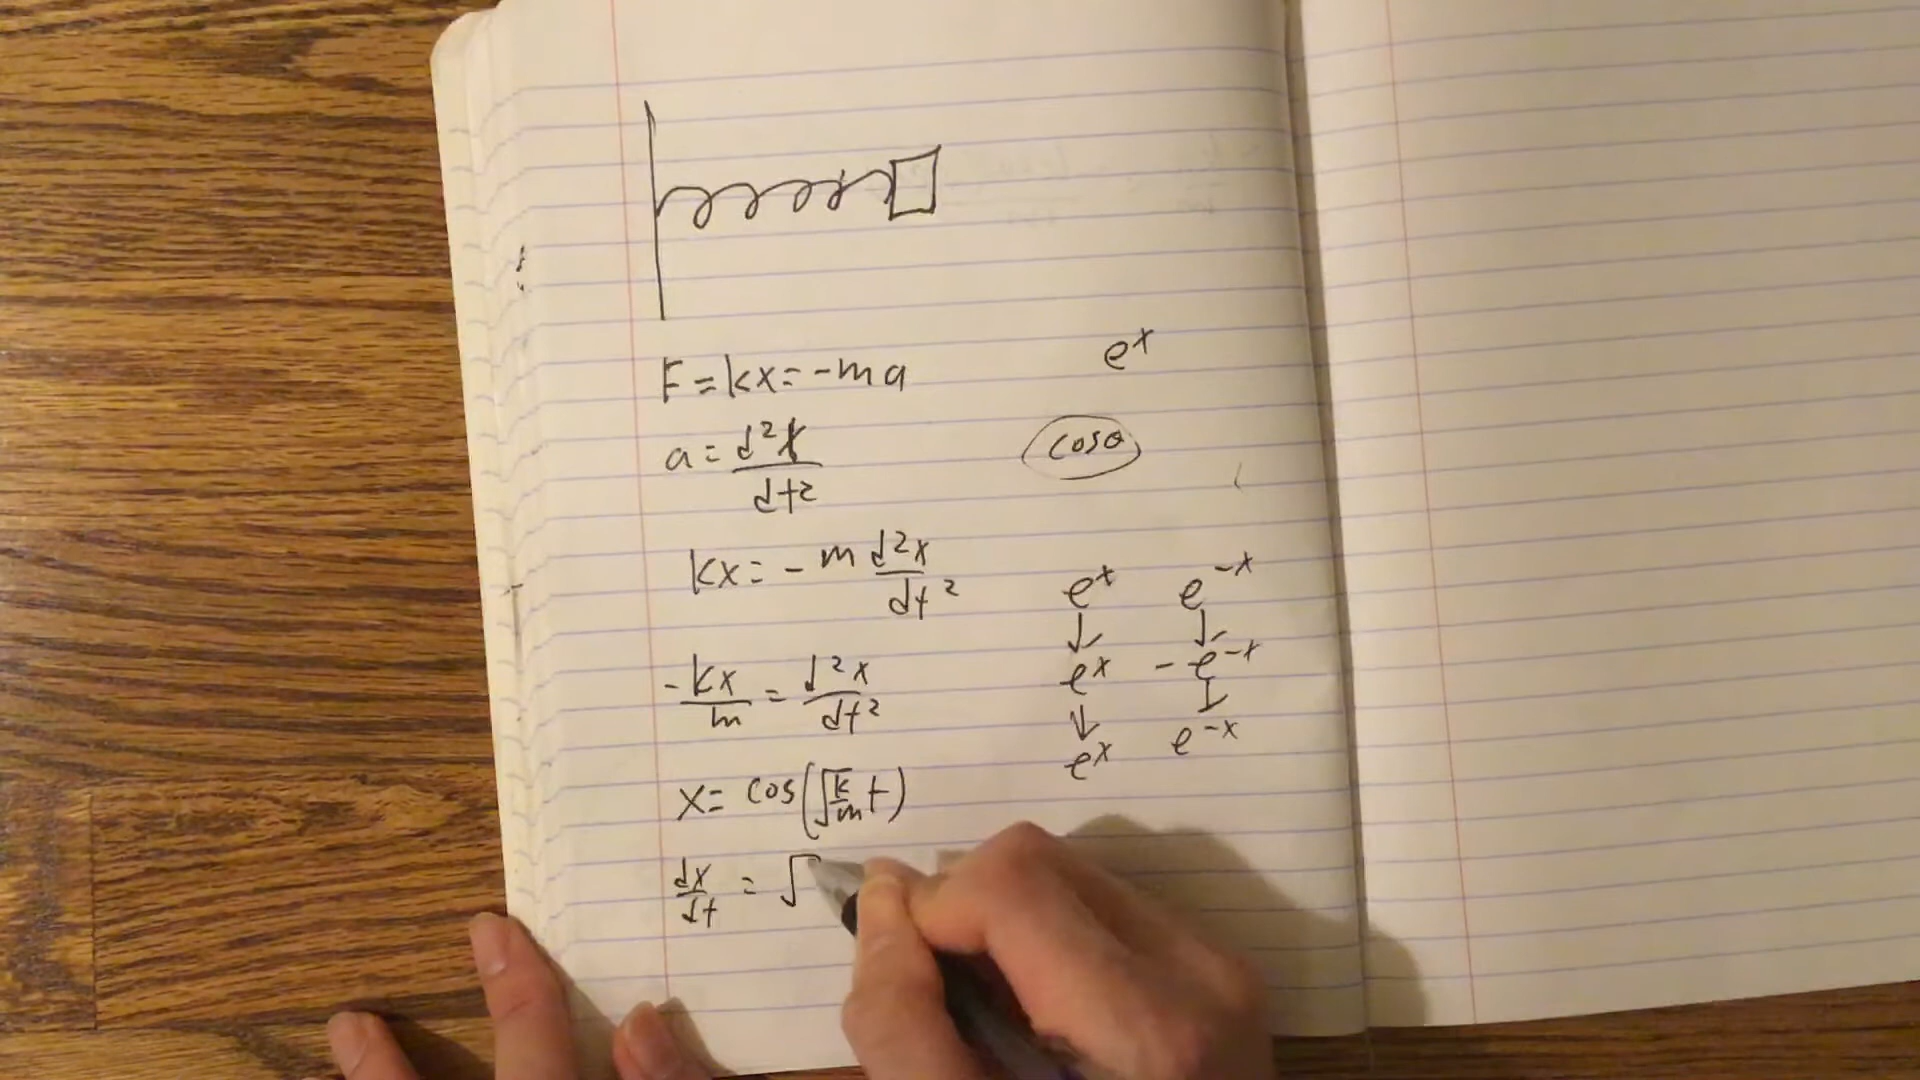 F = kx = -ma
a = d²x/dt²
kx = -m d²x/dt²
-kx/m = d²x/dt²
x = cos(√(k/m) t)
dx/dt = √
e^x
cosθ
e^x e^-x
↓ ↓
e^x -e^-x
↓ ↓
e^x e^-x